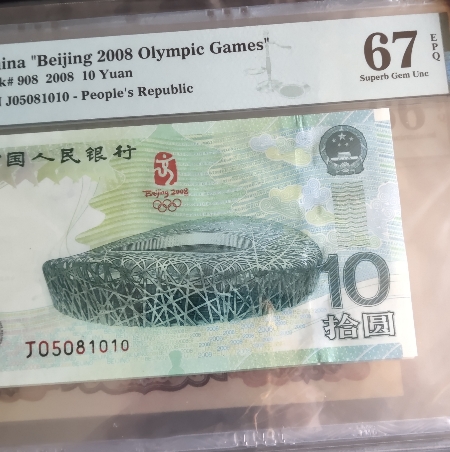 ina "Beijing 2008 Olympic Games"
k# 908 2008 10 Yuan
J05081010 - People's Republic
67
EPQ
Superb Gem Unc
国人民银行
Beijing 2008
10
拾圆
J05081010